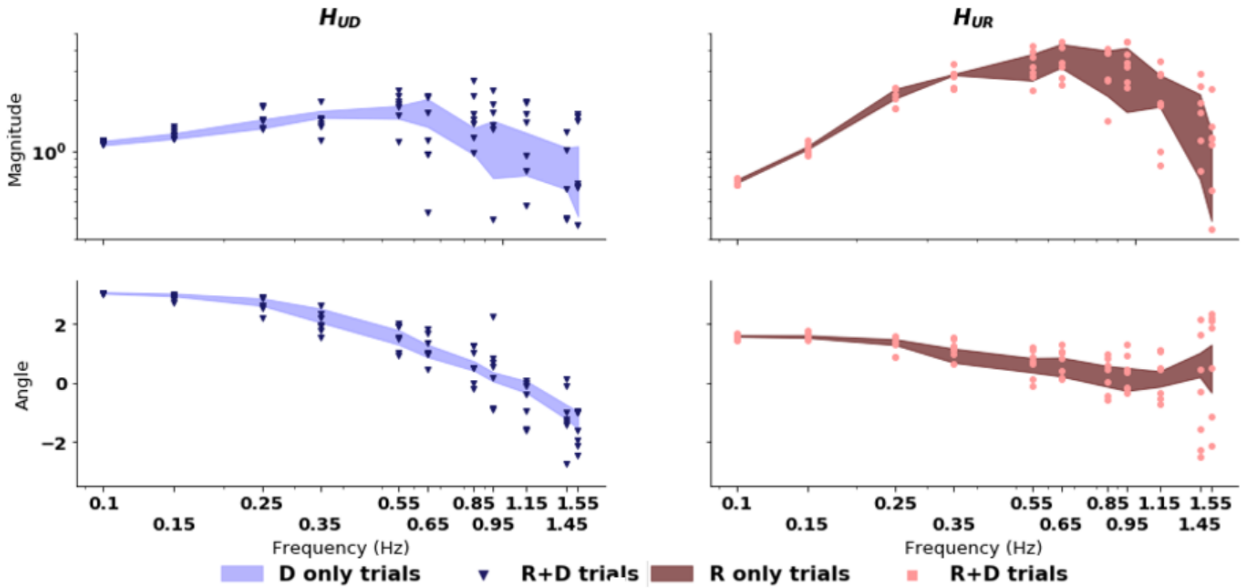 H_UD
H_UR
Magnitude
10⁰
Angle
2
0
−2
0.1 0.25 0.55 0.85 1.15 1.55
0.15 0.35 0.65 0.95 1.45
Frequency (Hz)
0.1 0.25 0.55 0.85 1.15 1.55
0.15 0.35 0.65 0.95 1.45
Frequency (Hz)
D only trials R+D trials R only trials R+D trials